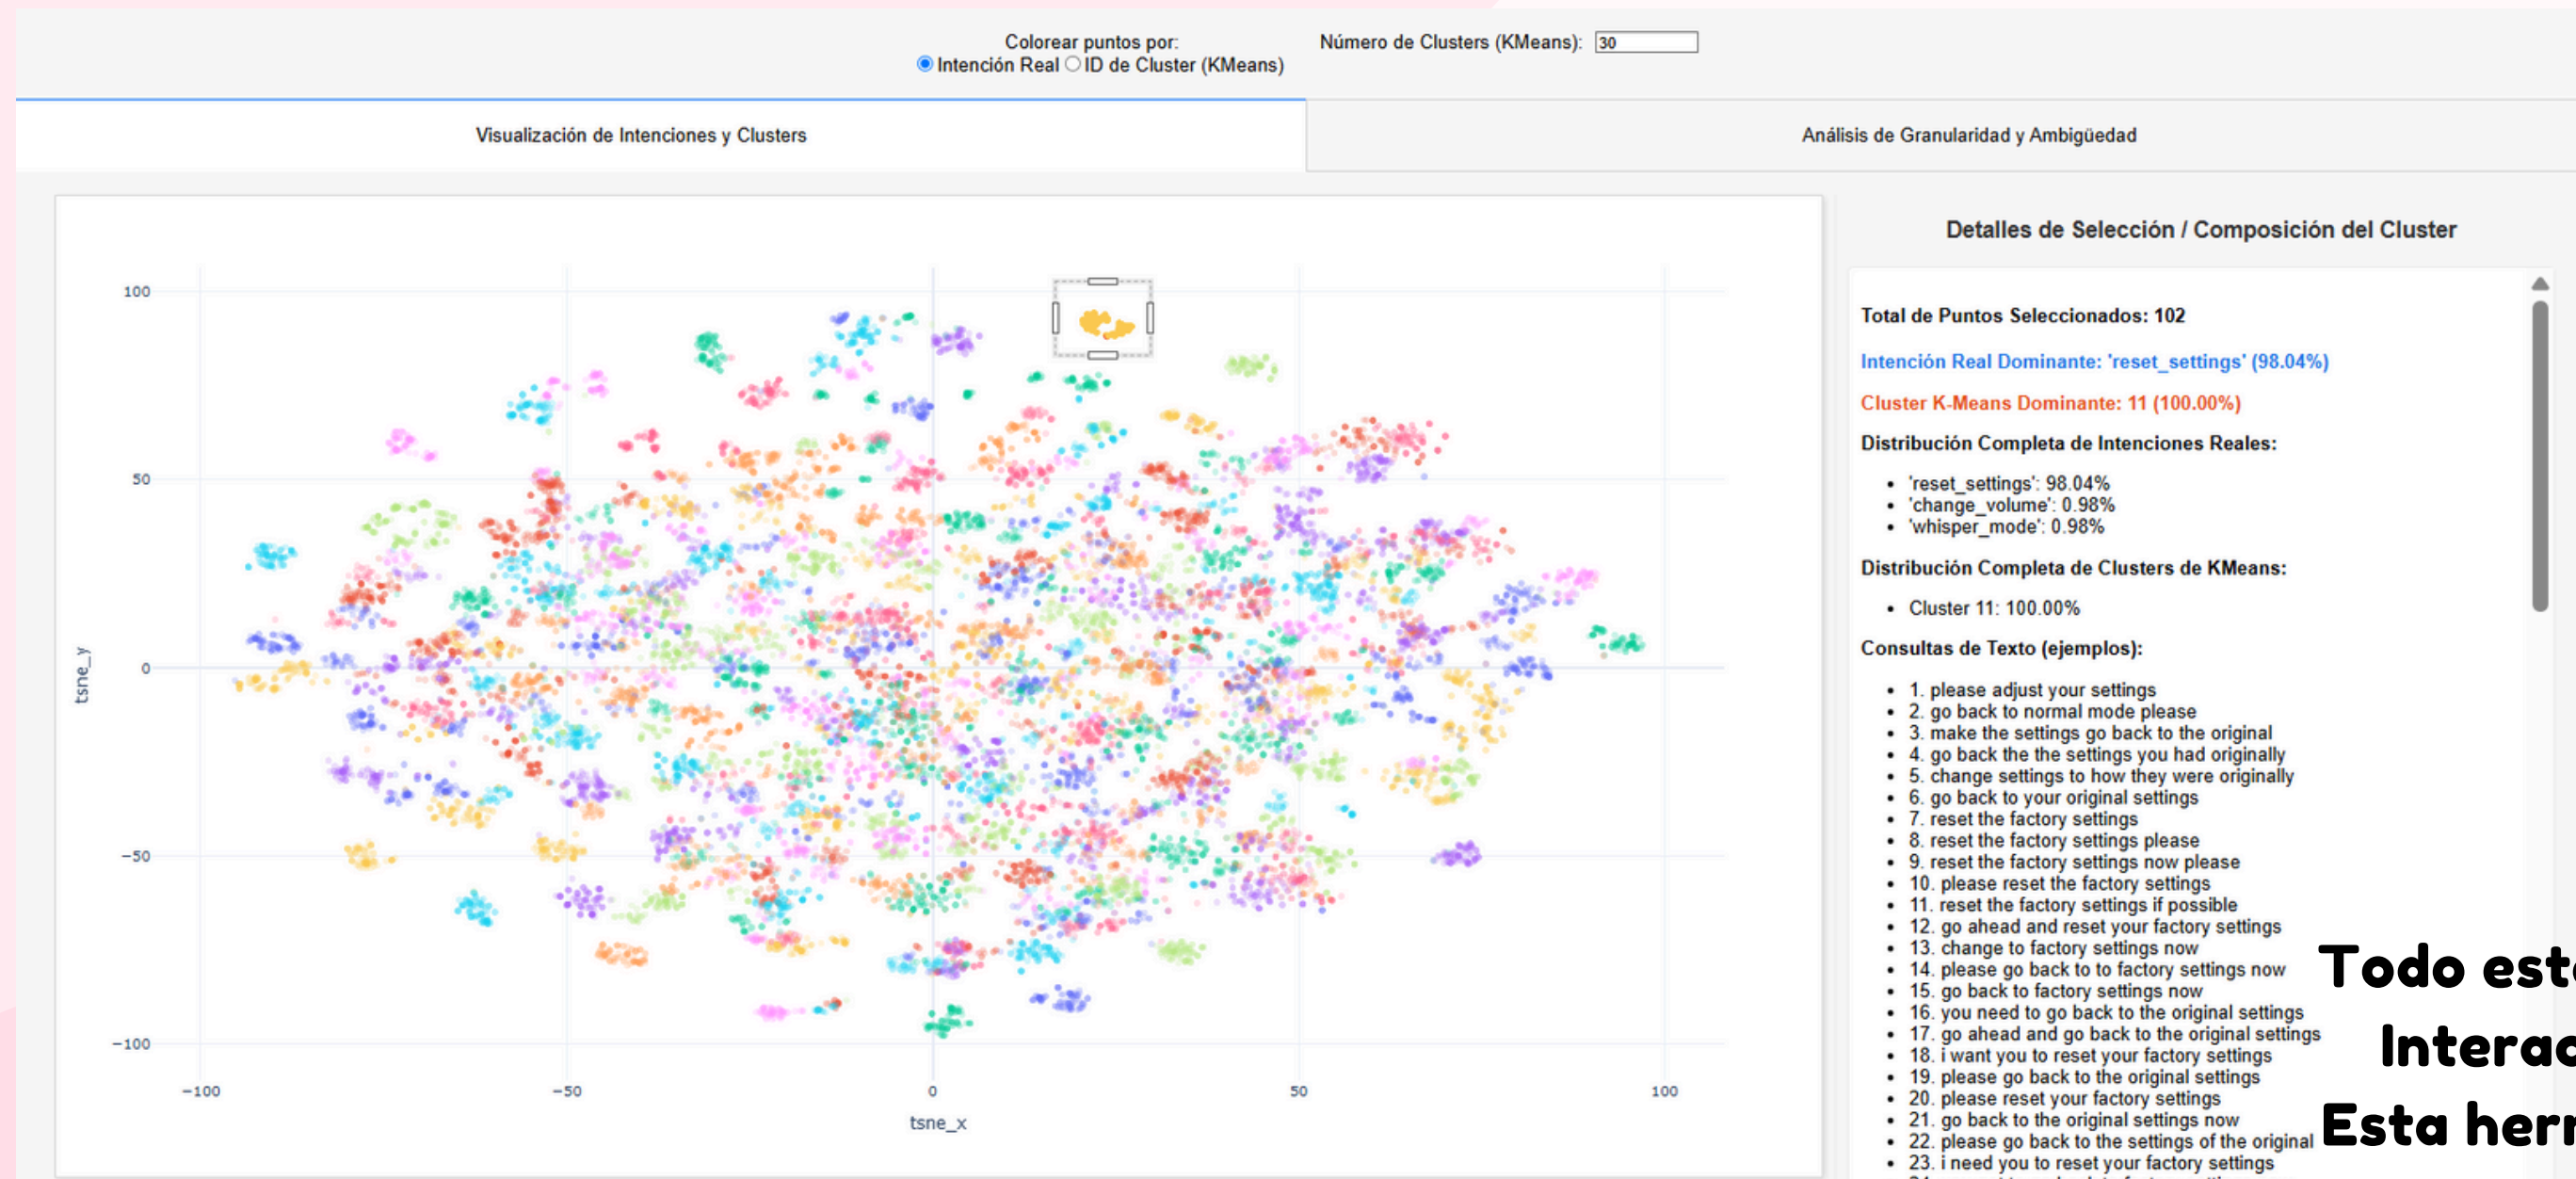 Colorear puntos por:
Intención Real ID de Cluster (KMeans)
Número de Clusters (KMeans): 30
Visualización de Intenciones y Clusters
Análisis de Granularidad y Ambigüedad
100
50
0
−50
−100
tsne_y
−100
−50
0
50
100
tsne_x
Detalles de Selección / Composición del Cluster
Total de Puntos Seleccionados: 102
Intención Real Dominante: 'reset_settings' (98.04%)
Cluster K-Means Dominante: 11 (100.00%)
Distribución Completa de Intenciones Reales:
• 'reset_settings': 98.04%
• 'change_volume': 0.98%
• 'whisper_mode': 0.98%
Distribución Completa de Clusters de KMeans:
• Cluster 11: 100.00%
Consultas de Texto (ejemplos):
• 1. please adjust your settings
• 2. go back to normal mode please
• 3. make the settings go back to the original
• 4. go back the the settings you had originally
• 5. change settings to how they were originally
• 6. go back to your original settings
• 7. reset the factory settings
• 8. reset the factory settings please
• 9. reset the factory settings now please
• 10. please reset the factory settings
• 11. reset the factory settings if possible
• 12. go ahead and reset your factory settings
• 13. change to factory settings now
• 14. please go back to to factory settings now
• 15. go back to factory settings now
• 16. you need to go back to the original settings
• 17. go ahead and go back to the original settings
• 18. i want you to reset your factory settings
• 19. please go back to the original settings
• 20. please reset your factory settings
• 21. go back to the original settings now
• 22. please go back to the settings of the original
• 23. i need you to reset your factory settings
Todo est
Interac
Esta her